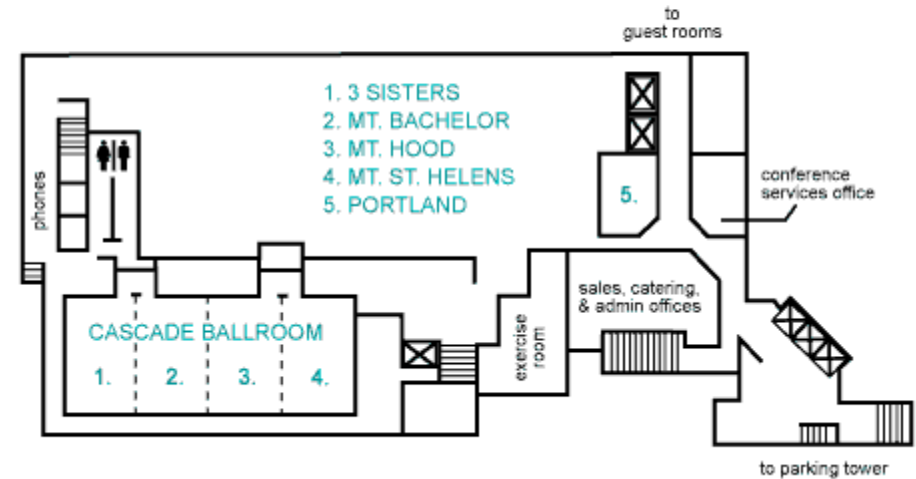 to
guest rooms
1. 3 SISTERS
2. MT. BACHELOR
3. MT. HOOD
4. MT. ST. HELENS
5. PORTLAND
5.
conference
services office
phones
sales, catering,
& admin offices
exercise
room
CASCADE BALLROOM
1. 2. 3. 4.
to parking tower